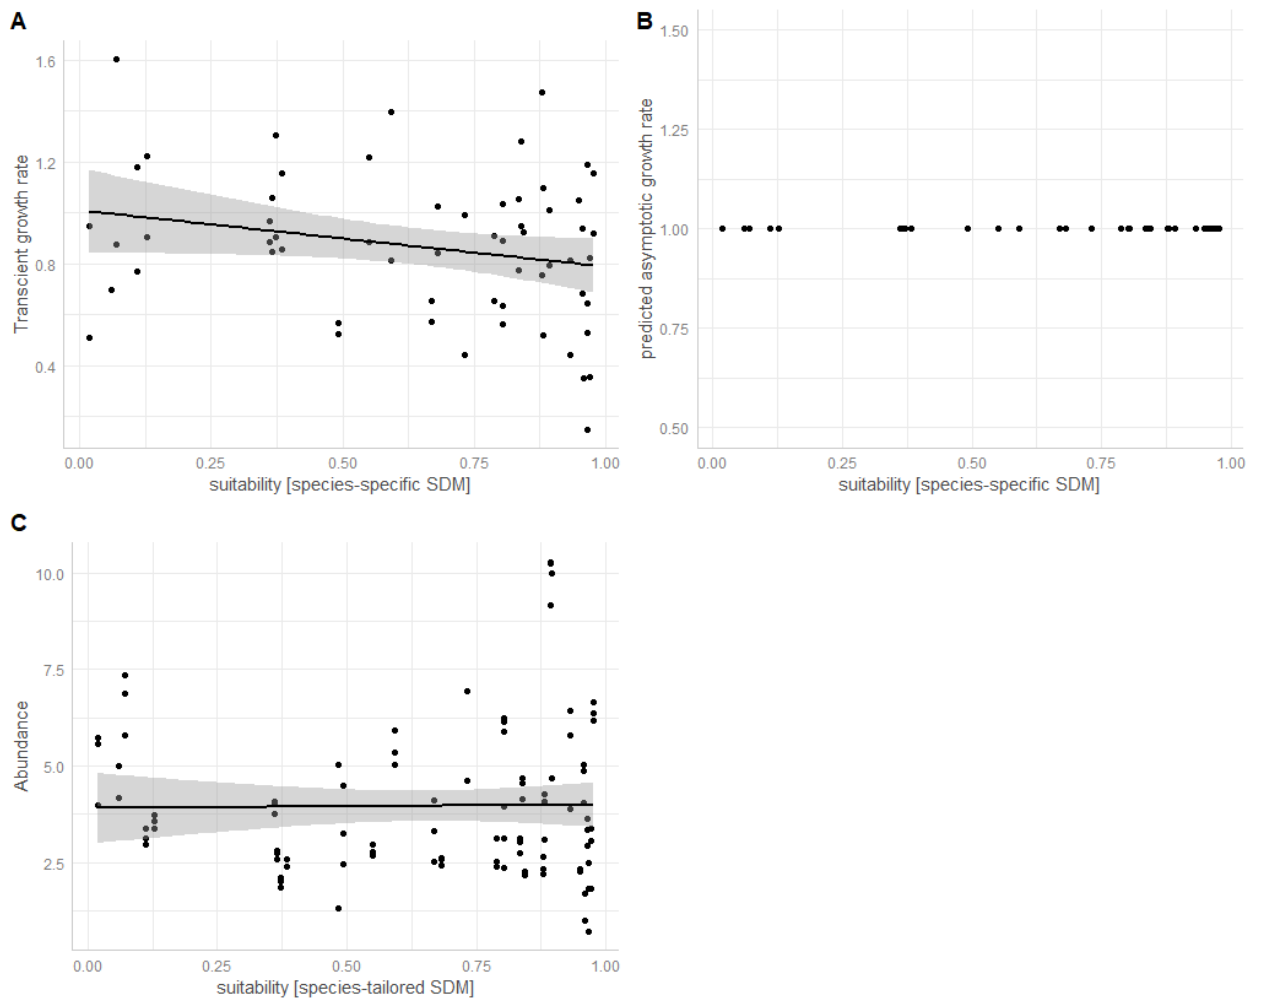 A
Transcient growth rate
1.6
1.2
0.8
0.4
0.00 0.25 0.50 0.75 1.00
suitability [species-specific SDM]
B
predicted asymptotic growth rate
1.50
1.25
1.00
0.75
0.50
0.00 0.25 0.50 0.75 1.00
suitability [species-specific SDM]
C
Abundance
10.0
7.5
5.0
2.5
0.00 0.25 0.50 0.75 1.00
suitability [species-tailored SDM]